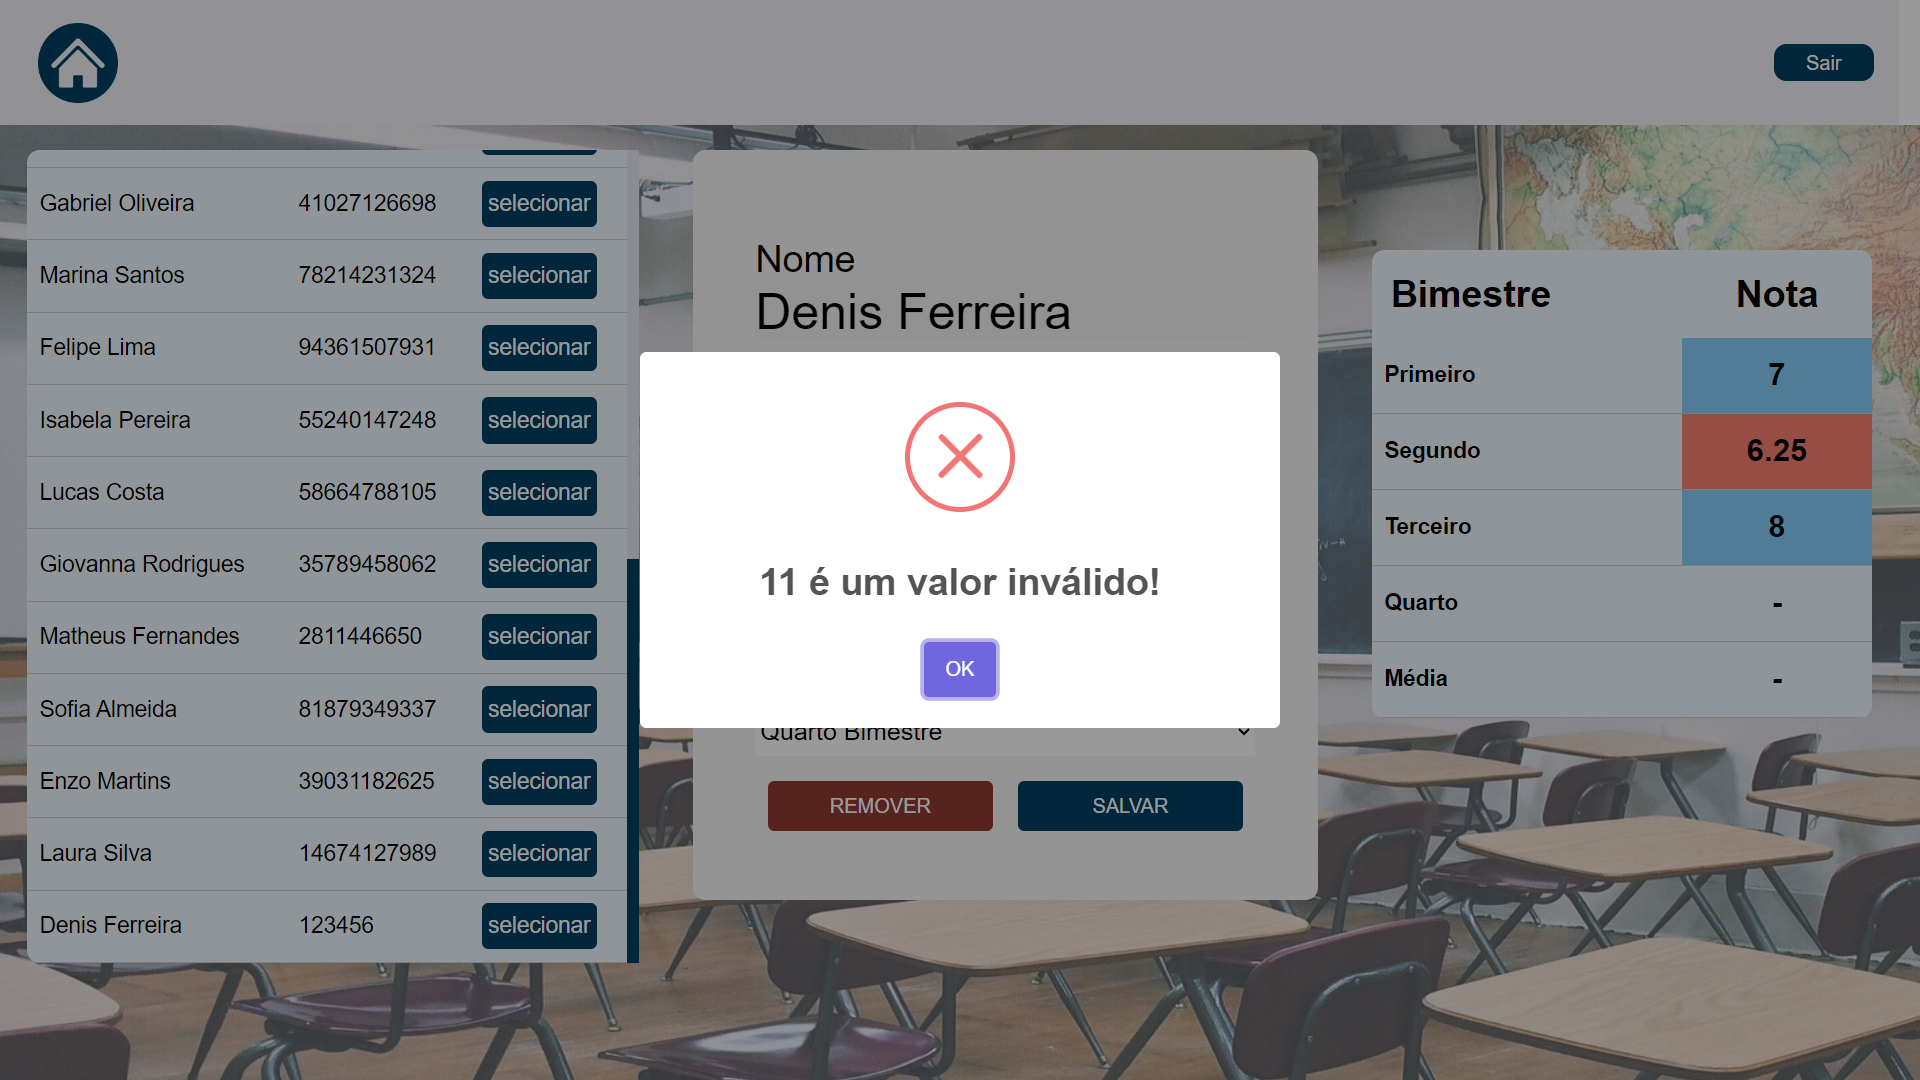 Sair
Gabriel Oliveira 41027126698 selecionar
Marina Santos 78214231324 selecionar
Felipe Lima 94361507931 selecionar
Isabela Pereira 55240147248 selecionar
Lucas Costa 58664788105 selecionar
Giovanna Rodrigues 35789458062 selecionar
Matheus Fernandes 2811446650 selecionar
Sofia Almeida 81879349337 selecionar
Enzo Martins 39031182625 selecionar
Laura Silva 14674127989 selecionar
Denis Ferreira 123456 selecionar
Nome
Denis Ferreira
11 é um valor inválido!
OK
Quarto Bimestre
REMOVER SALVAR
Bimestre Nota
Primeiro 7
Segundo 6.25
Terceiro 8
Quarto -
Média -